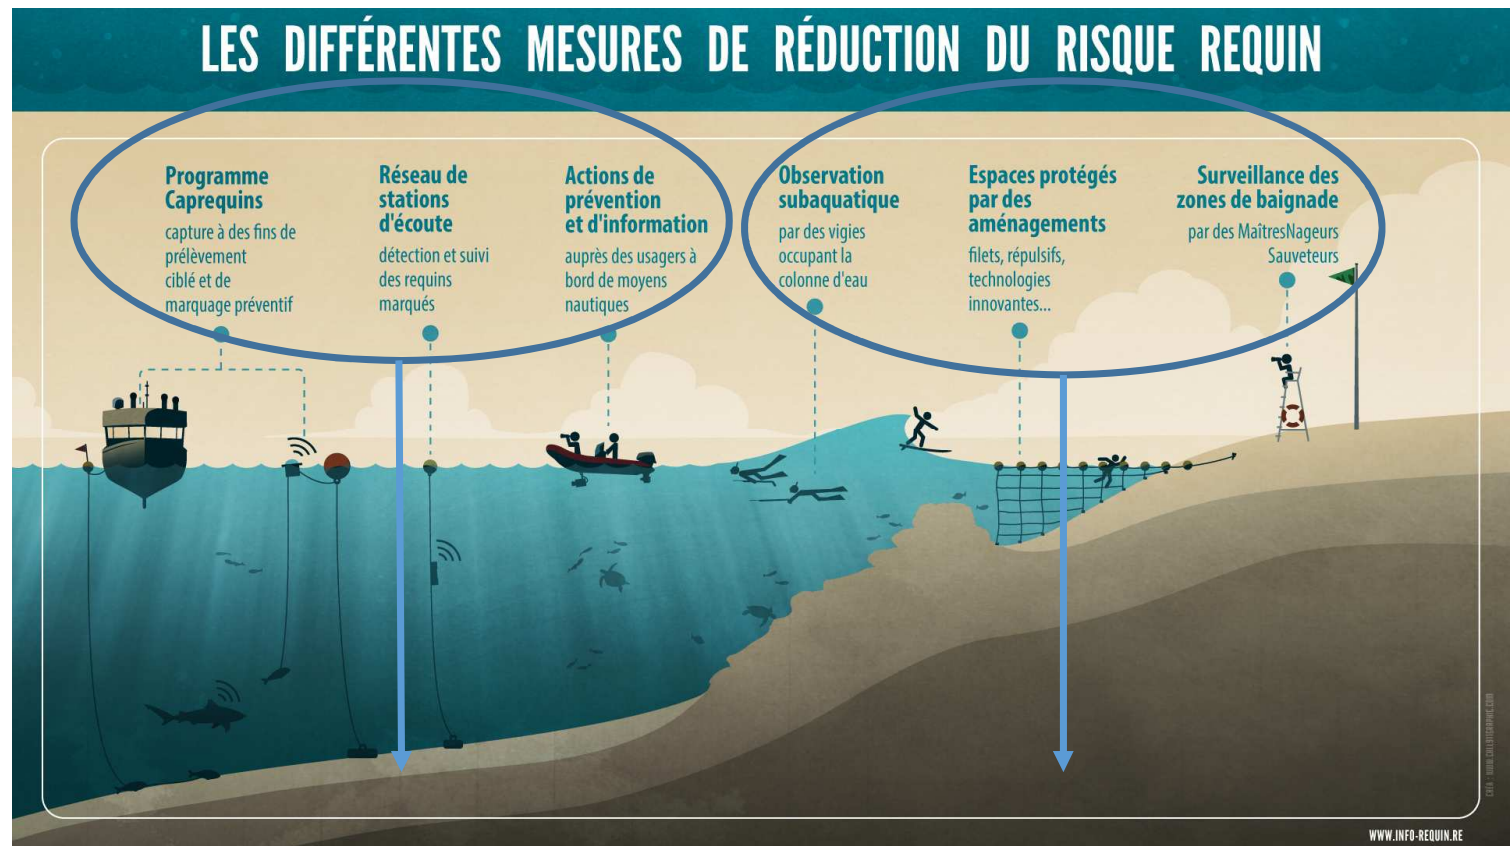 LES DIFFÉRENTES MESURES DE RÉDUCTION DU RISQUE REQUIN
Programme
Caprequins
capture à des fins de
prélèvement
ciblé et de
marquage préventif
Réseau de
stations
d'écoute
détection et suivi
des requins
marqués
Actions de
prévention
et d'information
auprès des usagers à
bord de moyens
nautiques
Observation
subaquatique
par des vigies
occupant la
colonne d'eau
Espaces protégés
par des
aménagements
filets, répulsifs,
technologies
innovantes...
Surveillance des
zones de baignade
par des MaîtresNageurs
Sauveteurs
WWW.INFO-REQUIN.RE